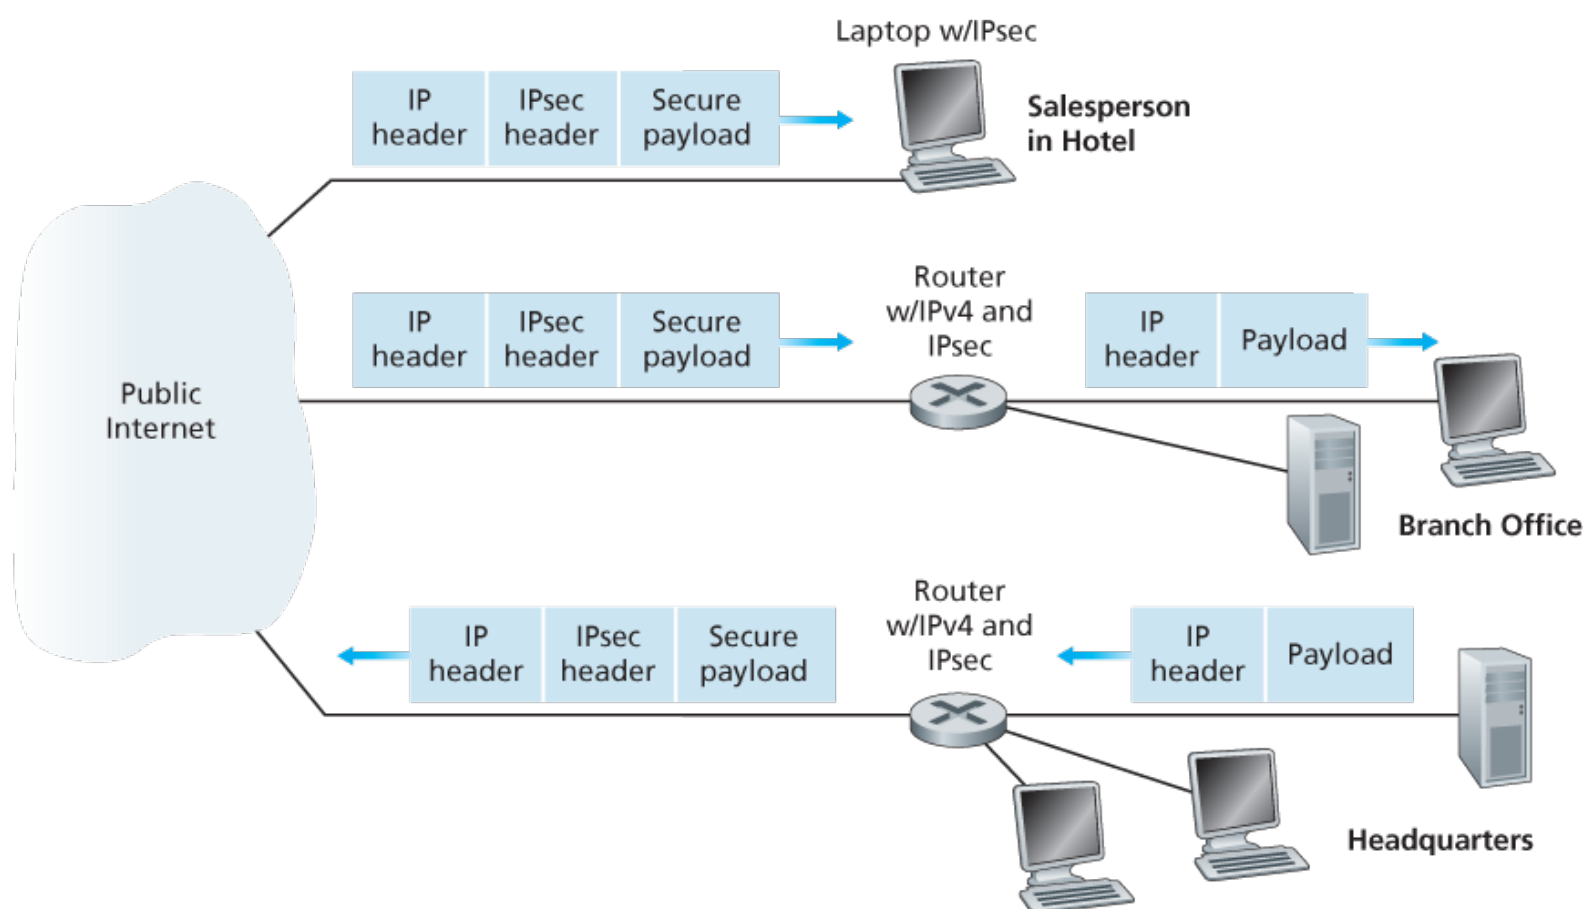 Laptop w/IPsec
IP
header
IPsec
header
Secure
payload
Salesperson
in Hotel
Router
w/IPv4 and
IPsec
IP
header
IPsec
header
Secure
payload
IP
header
Payload
Public
Internet
Branch Office
Router
w/IPv4 and
IPsec
IP
header
IPsec
header
Secure
payload
IP
header
Payload
Headquarters